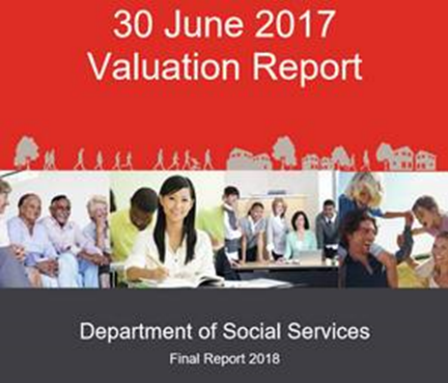 30 June 2017
Valuation Report
Department of Social Services
Final Report 2018